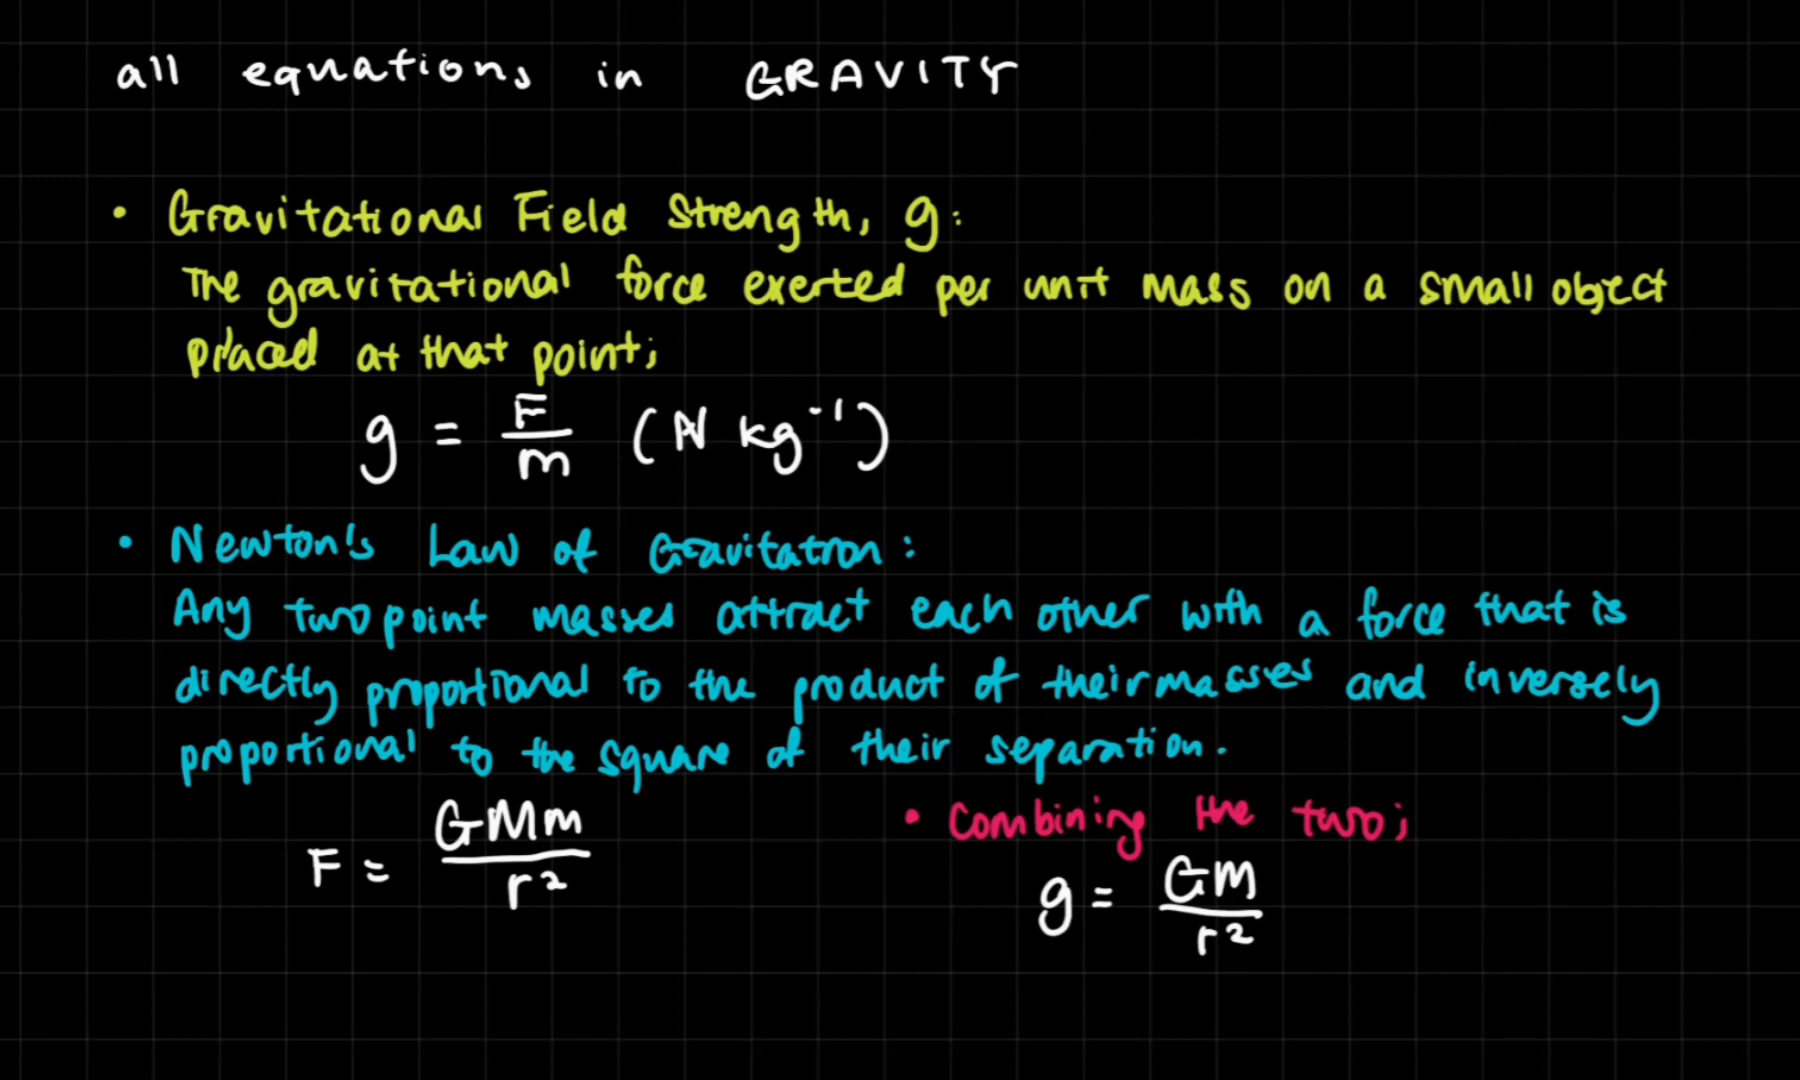 all equations in GRAVITY
• Gravitational Field Strength, g:
The gravitational force exerted per unit mass on a small object
placed at that point;
g = F/m (N kg⁻¹)
• Newton's Law of Gravitation:
Any two point masses attract each other with a force that is
directly proportional to the product of their masses and inversely
proportional to the square of their separation.
F = GMm/r²
• Combining the two;
g = GM/r²